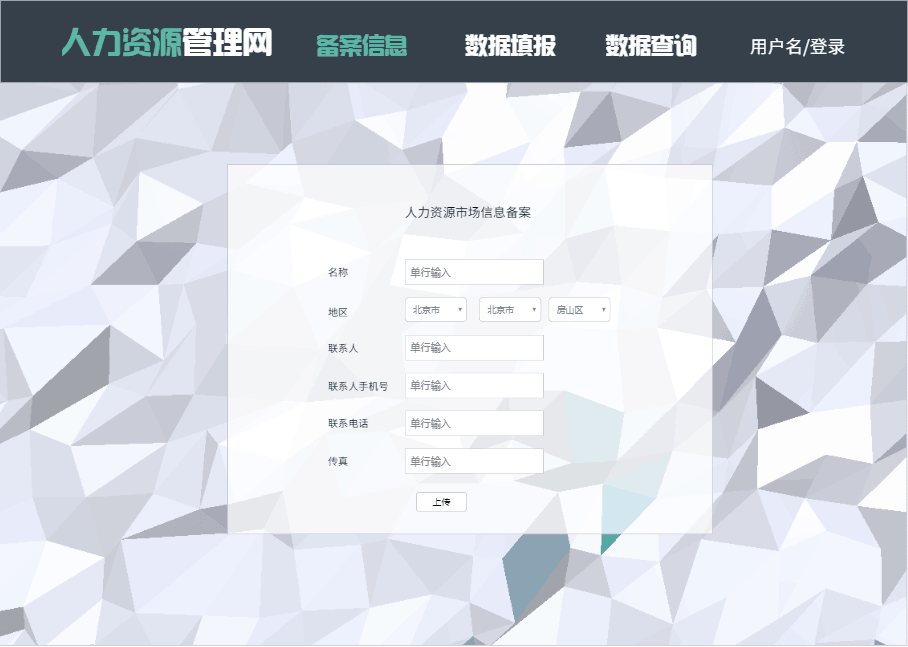 人力资源管理网 备案信息 数据填报 数据查询 用户名/登录
人力资源市场信息备案
名称 单行输入
地区 北京市 北京市 房山区
联系人 单行输入
联系人手机号 单行输入
联系电话 单行输入
传真 单行输入
上传